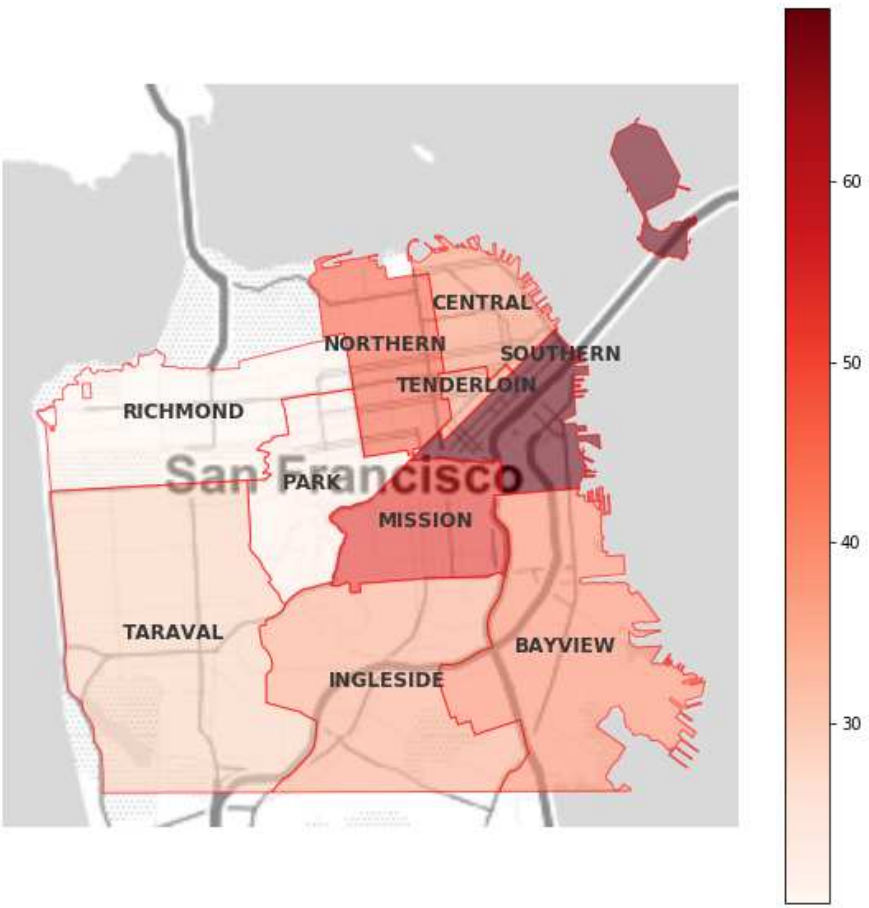 60
CENTRAL
NORTHERN
SOUTHERN
50
TENDERLOIN
RICHMOND
San Francisco
PARK
MISSION
40
TARAVAL
BAYVIEW
INGLESIDE
30